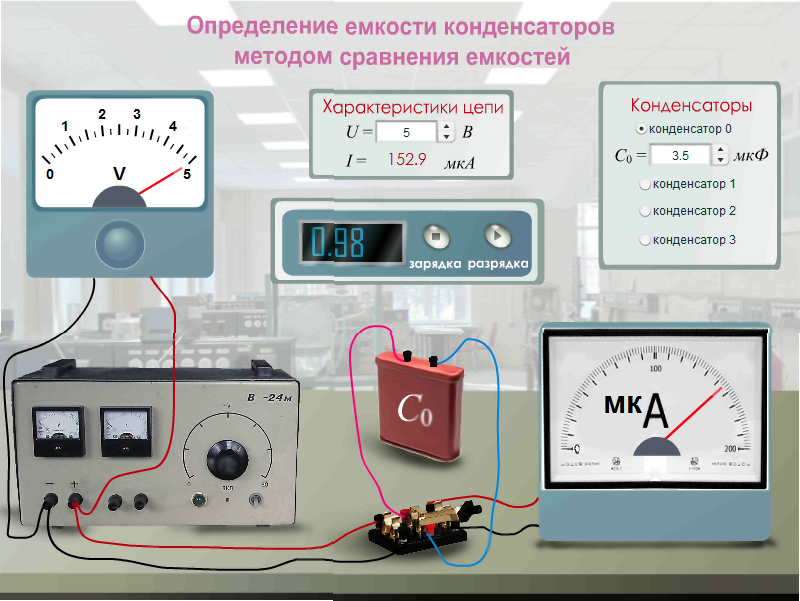 Определение емкости конденсаторов
методом сравнения емкостей
0 1 2 3 4 5
V
Характеристики цепи
U = 5 В
I = 152.9 мкА
Конденсаторы
конденсатор 0
C₀ = 3.5 мкФ
конденсатор 1
конденсатор 2
конденсатор 3
0.98
зарядка разрядка
В -24м
− +
C₀
0 100 200
мкА